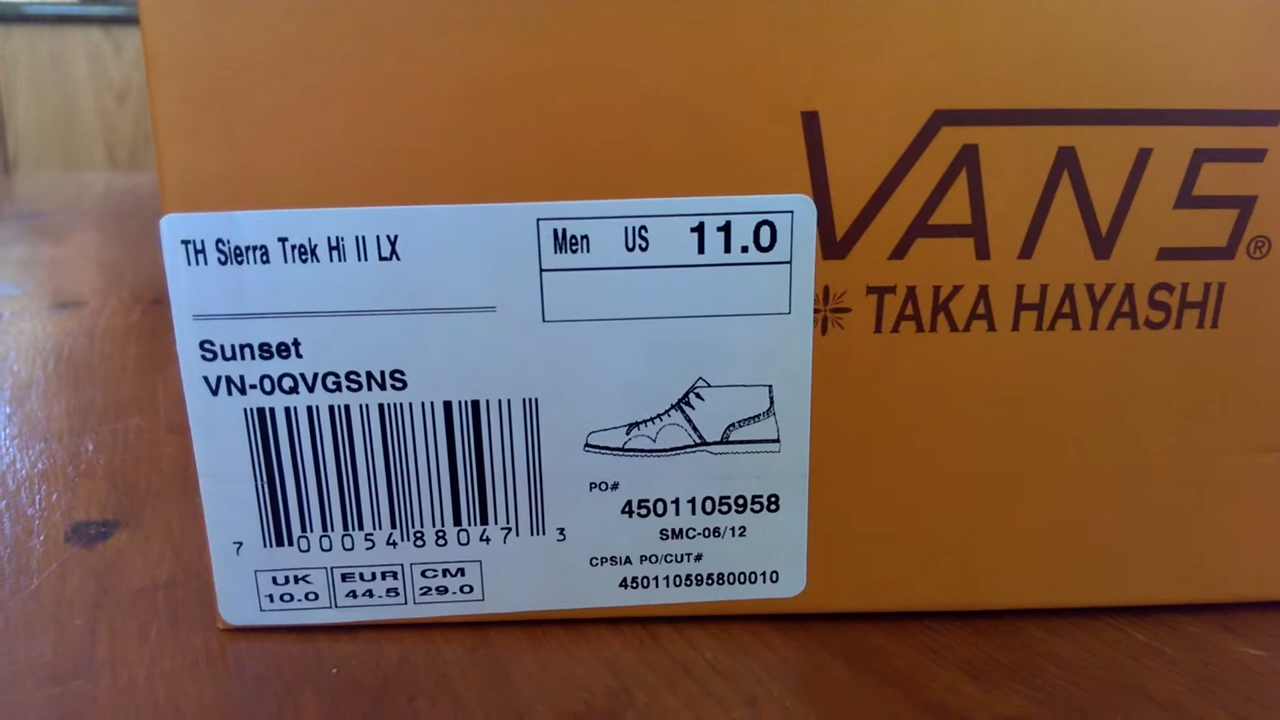 VANS®
TAKA HAYASHI
TH Sierra Trek Hi II LX
Men US 11.0
Sunset
VN-0QVGSNS
7 00054 88047 3
PO#
4501105958
SMC-06/12
CPSIA PO/CUT#
450110595800010
UK 10.0
EUR 44.5
CM 29.0